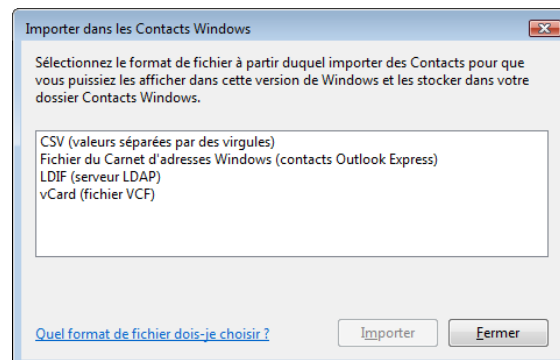 Importer dans les Contacts Windows
Sélectionnez le format de fichier à partir duquel importer des Contacts pour que
vous puissiez les afficher dans cette version de Windows et les stocker dans votre
dossier Contacts Windows.
CSV (valeurs séparées par des virgules)
Fichier du Carnet d'adresses Windows (contacts Outlook Express)
LDIF (serveur LDAP)
vCard (fichier VCF)
Quel format de fichier dois-je choisir ?
Importer
Fermer